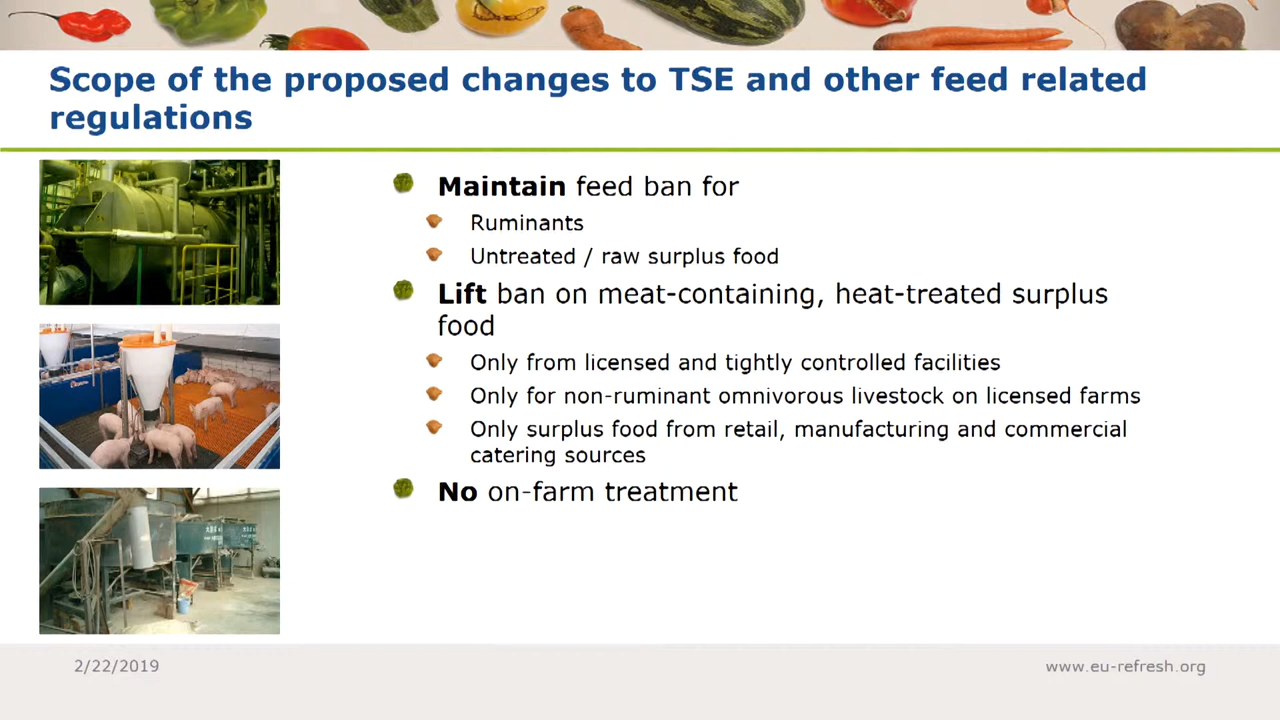 Scope of the proposed changes to TSE and other feed related
regulations
Maintain feed ban for
Ruminants
Untreated / raw surplus food
Lift ban on meat-containing, heat-treated surplus
food
Only from licensed and tightly controlled facilities
Only for non-ruminant omnivorous livestock on licensed farms
Only surplus food from retail, manufacturing and commercial
catering sources
No on-farm treatment
2/22/2019
www.eu-refresh.org